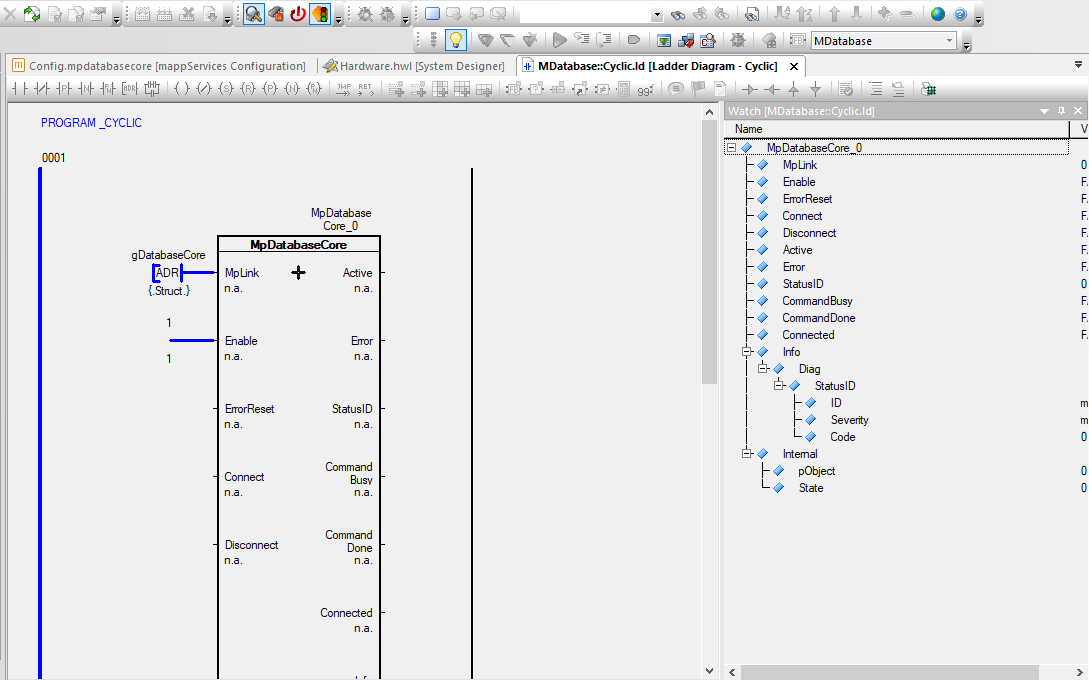 MDatabase
Config.mpdatabasecore [mappServices Configuration]
Hardware.hwl [System Designer]
MDatabase::Cyclic.ld [Ladder Diagram - Cyclic]
PROGRAM _CYCLIC
0001
MpDatabase
Core_0
MpDatabaseCore
gDatabaseCore
ADR
{.Struct.}
MpLink
n.a.
Active
n.a.
1
1
Enable
n.a.
Error
n.a.
ErrorReset
n.a.
StatusID
n.a.
Connect
n.a.
Command
Busy
n.a.
Disconnect
n.a.
Command
Done
n.a.
Connected
n.a.
Watch [MDatabase::Cyclic.ld]
Name V
MpDatabaseCore_0
MpLink 0
Enable F
ErrorReset F
Connect F
Disconnect F
Active F
Error F
StatusID 0
CommandBusy F
CommandDone F
Connected F
Info
Diag
StatusID
ID m
Severity m
Code 0
Internal
pObject 0
State 0